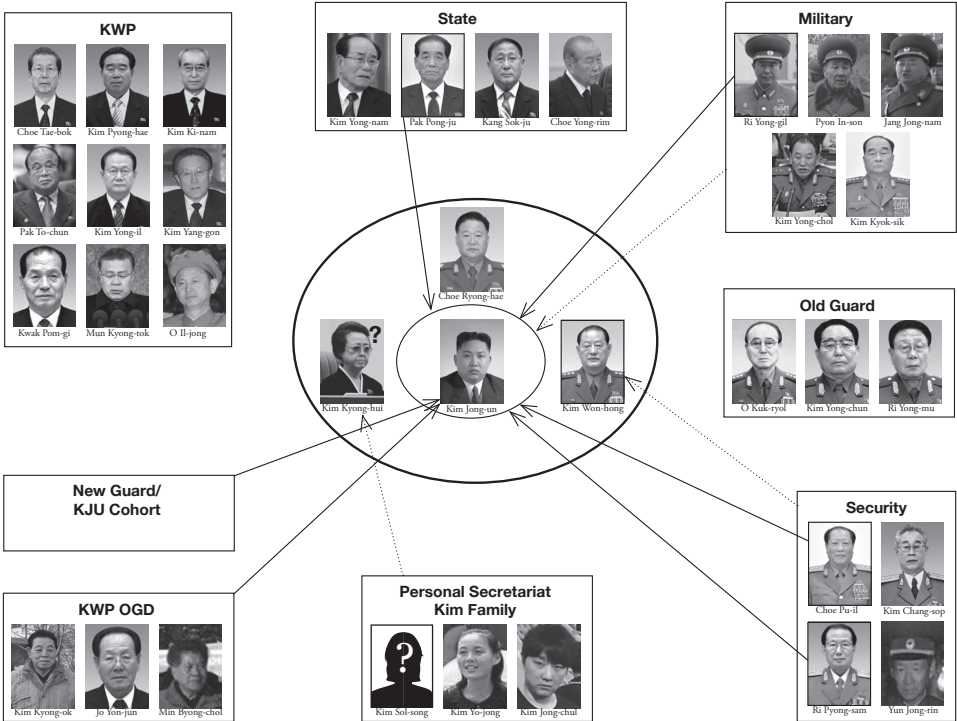 KWP
Choe Tae-bok
Kim Pyong-hae
Kim Ki-nam
Pak To-chun
Kim Yong-il
Kim Yang-gon
Kwak Pom-gi
Mun Kyong-tok
O Il-jong
State
Kim Yong-nam
Pak Pong-ju
Kang Sok-ju
Choe Yong-rim
Military
Ri Yong-gil
Pyon In-son
Jang Jong-nam
Kim Yong-chol
Kim Kyok-sik
Choe Ryong-hae
?
Kim Kyong-hui
Kim Jong-un
Kim Won-hong
Old Guard
O Kuk-ryol
Kim Yong-chun
Ri Yong-mu
New Guard/
KJU Cohort
Security
Choe Pu-il
Kim Chang-sop
Ri Pyong-sam
Yun Jong-rin
KWP OGD
Kim Kyong-ok
Jo Yon-jun
Min Byong-chol
Personal Secretariat
Kim Family
?
Kim Sol-song
Kim Yo-jong
Kim Jong-chul